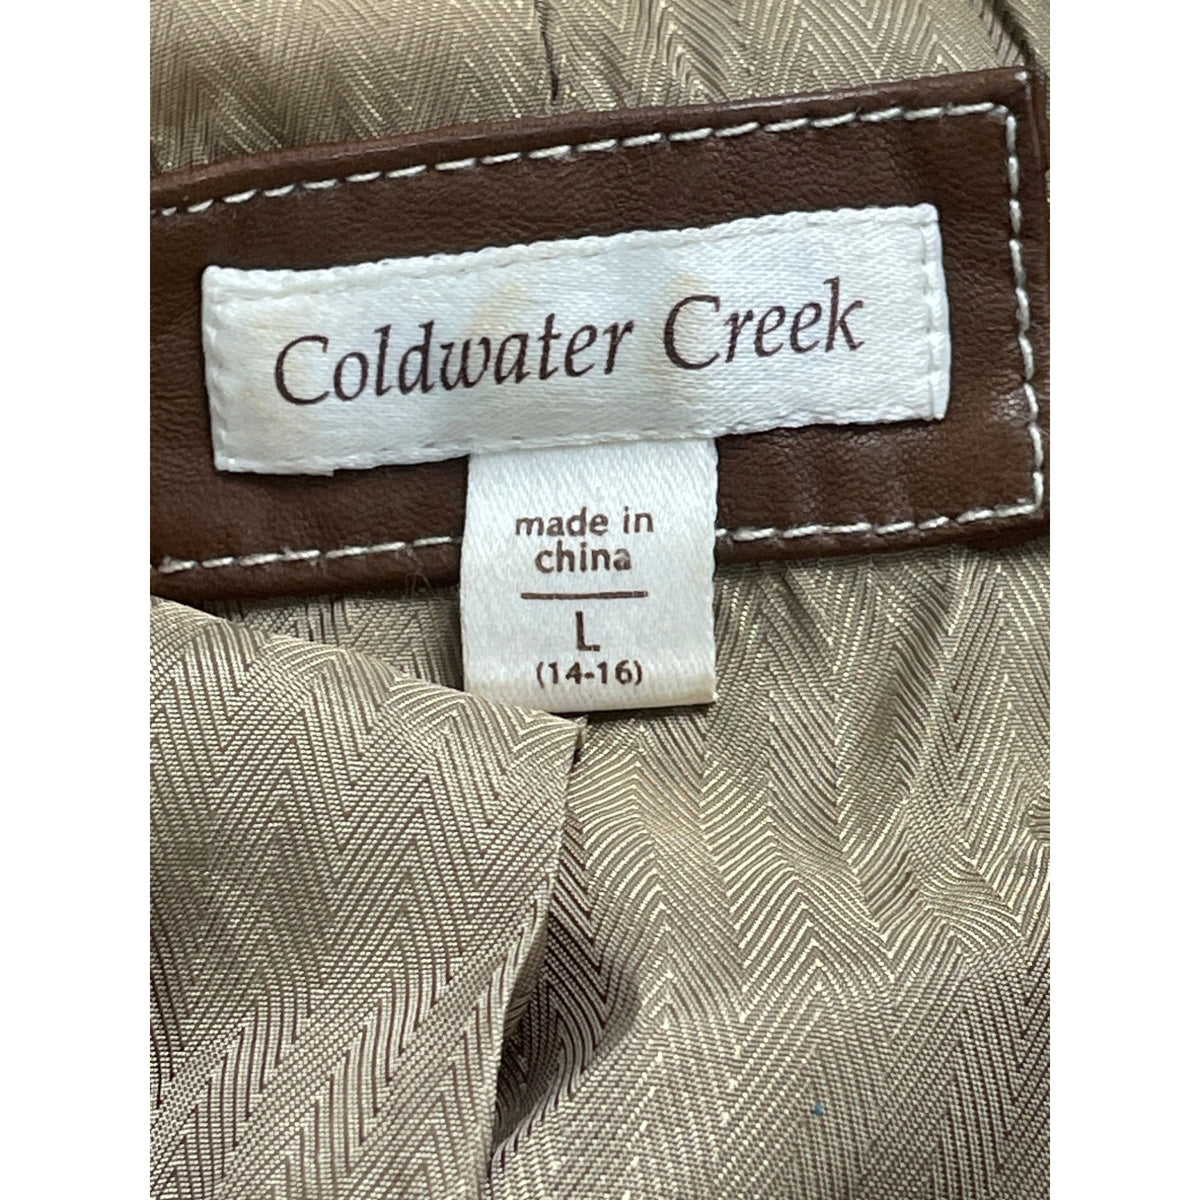 Coldwater Creek
made in
china
L
(14-16)